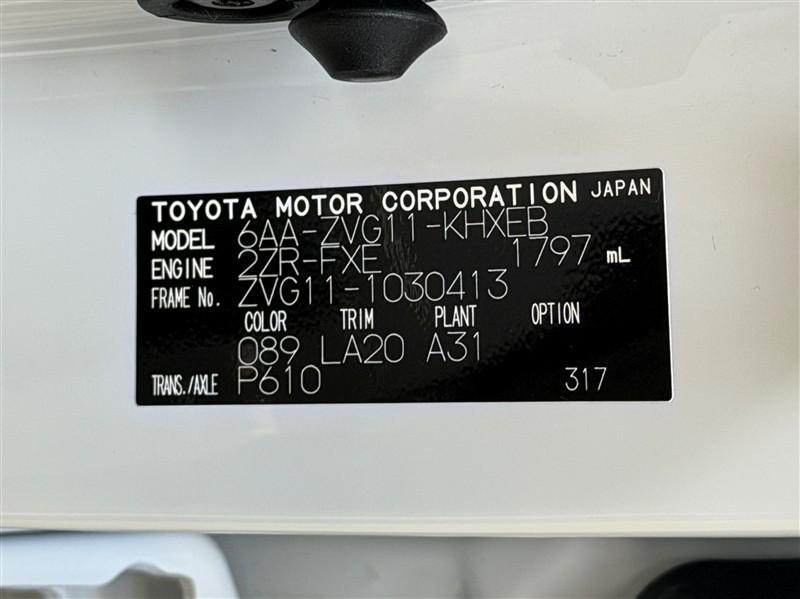 TOYOTA MOTOR CORPORATION JAPAN
MODEL 6AA-ZVG11-KHXEB
ENGINE 2ZR-FXE 1797 mL
FRAME No. ZVG11-1030413
COLOR TRIM PLANT OPTION
089 LA20 A31
TRANS./AXLE P610 317